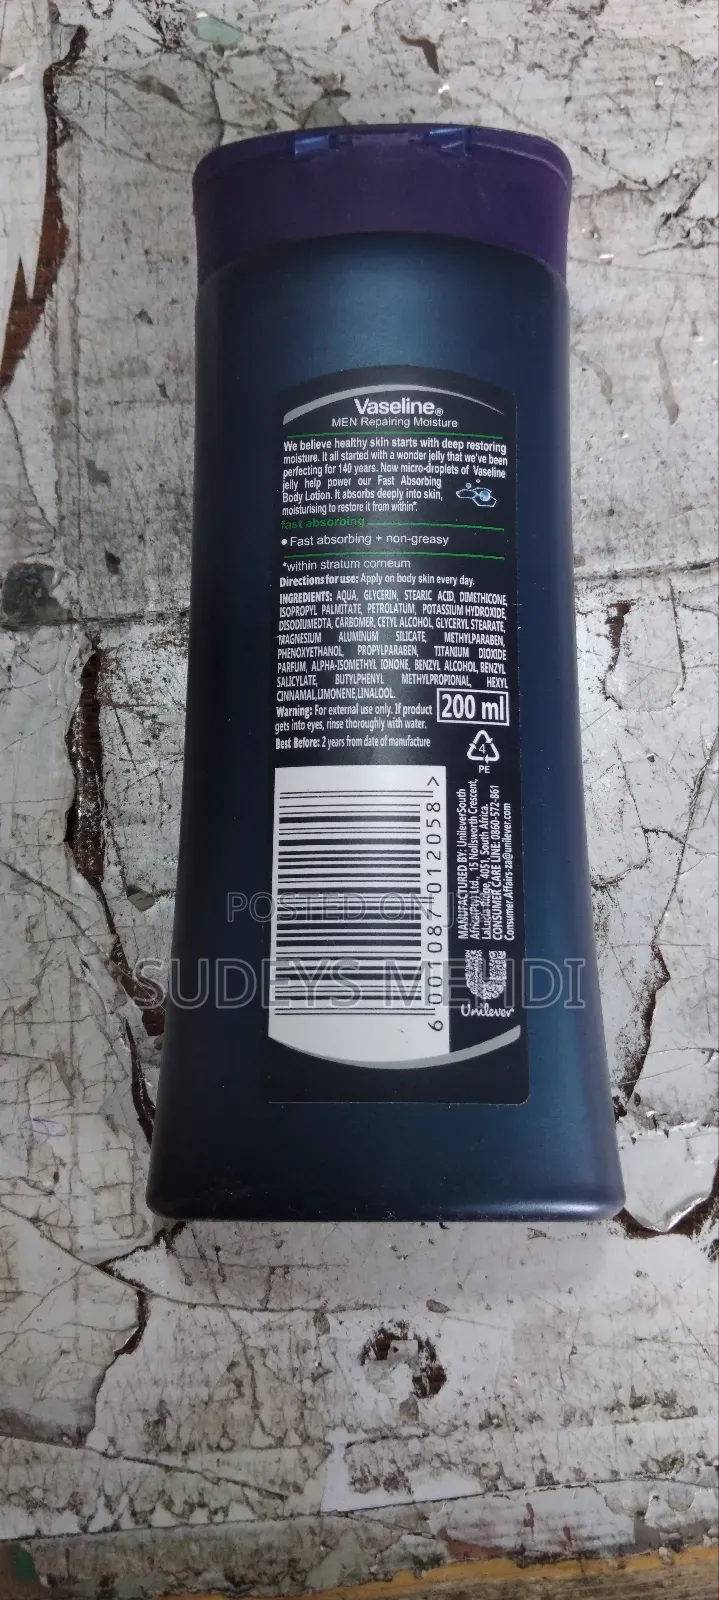 Vaseline®
MEN Repairing Moisture
We believe healthy skin starts with deep restoring
moisture. It all started with a wonder jelly that we've been
perfecting for 140 years. Now micro-droplets of Vaseline
jelly help power our Fast Absorbing
Body Lotion. It absorbs deeply into skin,
moisturising to restore it from within*.
fast absorbing
• Fast absorbing + non-greasy
*within stratum corneum
Directions for use: Apply on body skin every day.
INGREDIENTS: AQUA, GLYCERIN, STEARIC ACID, DIMETHICONE,
ISOPROPYL PALMITATE, PETROLATUM, POTASSIUM HYDROXIDE,
DISODIUMEDTA, CARBOMER, CETYL ALCOHOL, GLYCERYL STEARATE,
MAGNESIUM ALUMINUM SILICATE, METHYLPARABEN,
PHENOXYETHANOL, PROPYLPARABEN, TITANIUM DIOXIDE
PARFUM, ALPHA-ISOMETHYL IONONE, BENZYL ALCOHOL, BENZYL
SALICYLATE, BUTYLPHENYL METHYLPROPIONAL, HEXYL
CINNAMAL, LIMONENE, LINALOOL.
Warning: For external use only. If product
gets into eyes, rinse thoroughly with water.
Best Before: 2 years from date of manufacture
200 ml
4
PE
6 001087 012058 >
MANUFACTURED BY: UnileverSouth
Africa(Pty) Ltd., 15 Nollsworth Crescent,
LaLucia Ridge, 4051, South Africa.
CONSUMER CARE LINE: 0860-572-861
Consumer.Affairs-za@unilever.com
Unilever
POSTED ON
SUDEYS MEHDI